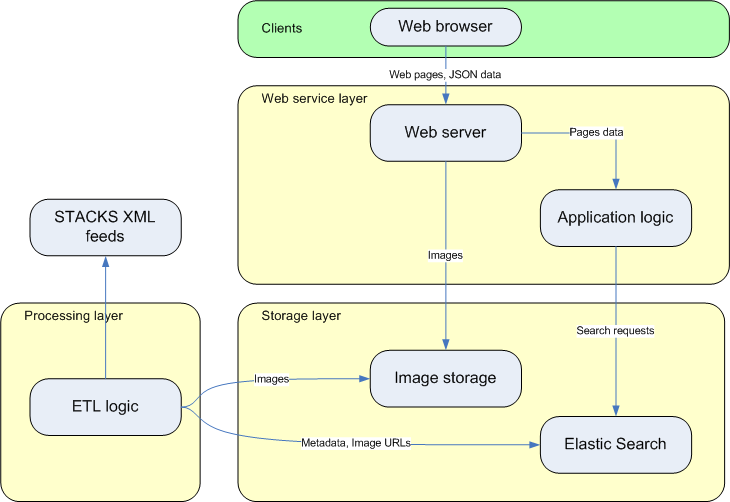 Clients
Web browser
Web pages, JSON data
Web service layer
Web server
Pages data
STACKS XML
feeds
Application logic
Images
Processing layer
Storage layer
Search requests
Images
Image storage
ETL logic
Metadata, Image URLs
Elastic Search